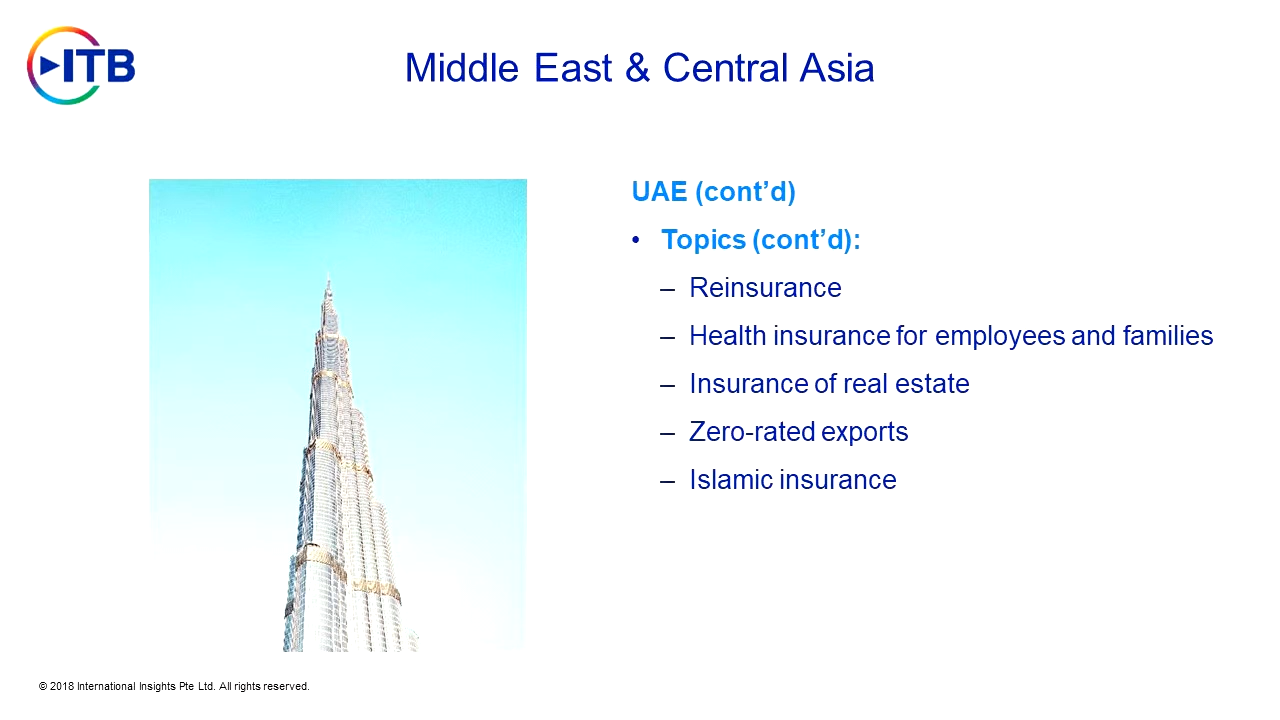 ITB
Middle East & Central Asia
UAE (cont’d)
• Topics (cont’d):
– Reinsurance
– Health insurance for employees and families
– Insurance of real estate
– Zero-rated exports
– Islamic insurance
© 2018 International Insights Pte Ltd. All rights reserved.